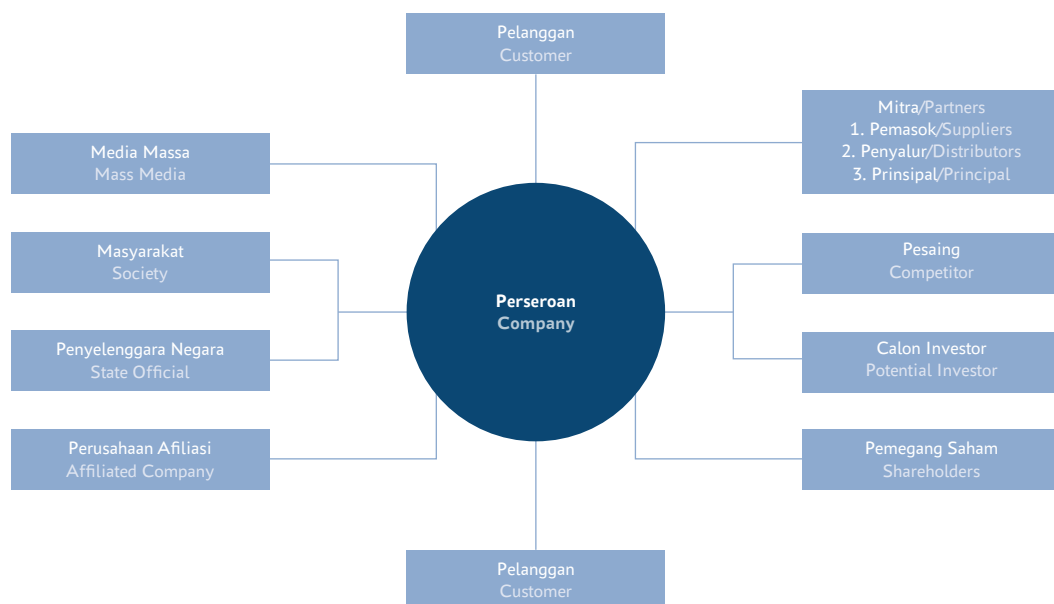 Pelanggan
Customer
Mitra/Partners
1. Pemasok/Suppliers
2. Penyalur/Distributors
3. Prinsipal/Principal
Media Massa
Mass Media
Masyarakat
Society
Pesaing
Competitor
Perseroan
Company
Penyelenggara Negara
State Official
Calon Investor
Potential Investor
Perusahaan Afiliasi
Affiliated Company
Pemegang Saham
Shareholders
Pelanggan
Customer